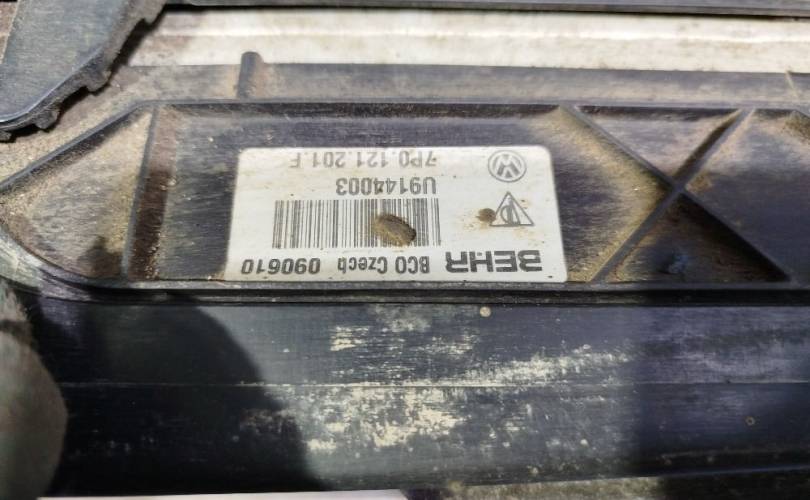 BEHR BCO Czech 090610
U9144003
7P0.121.201.F